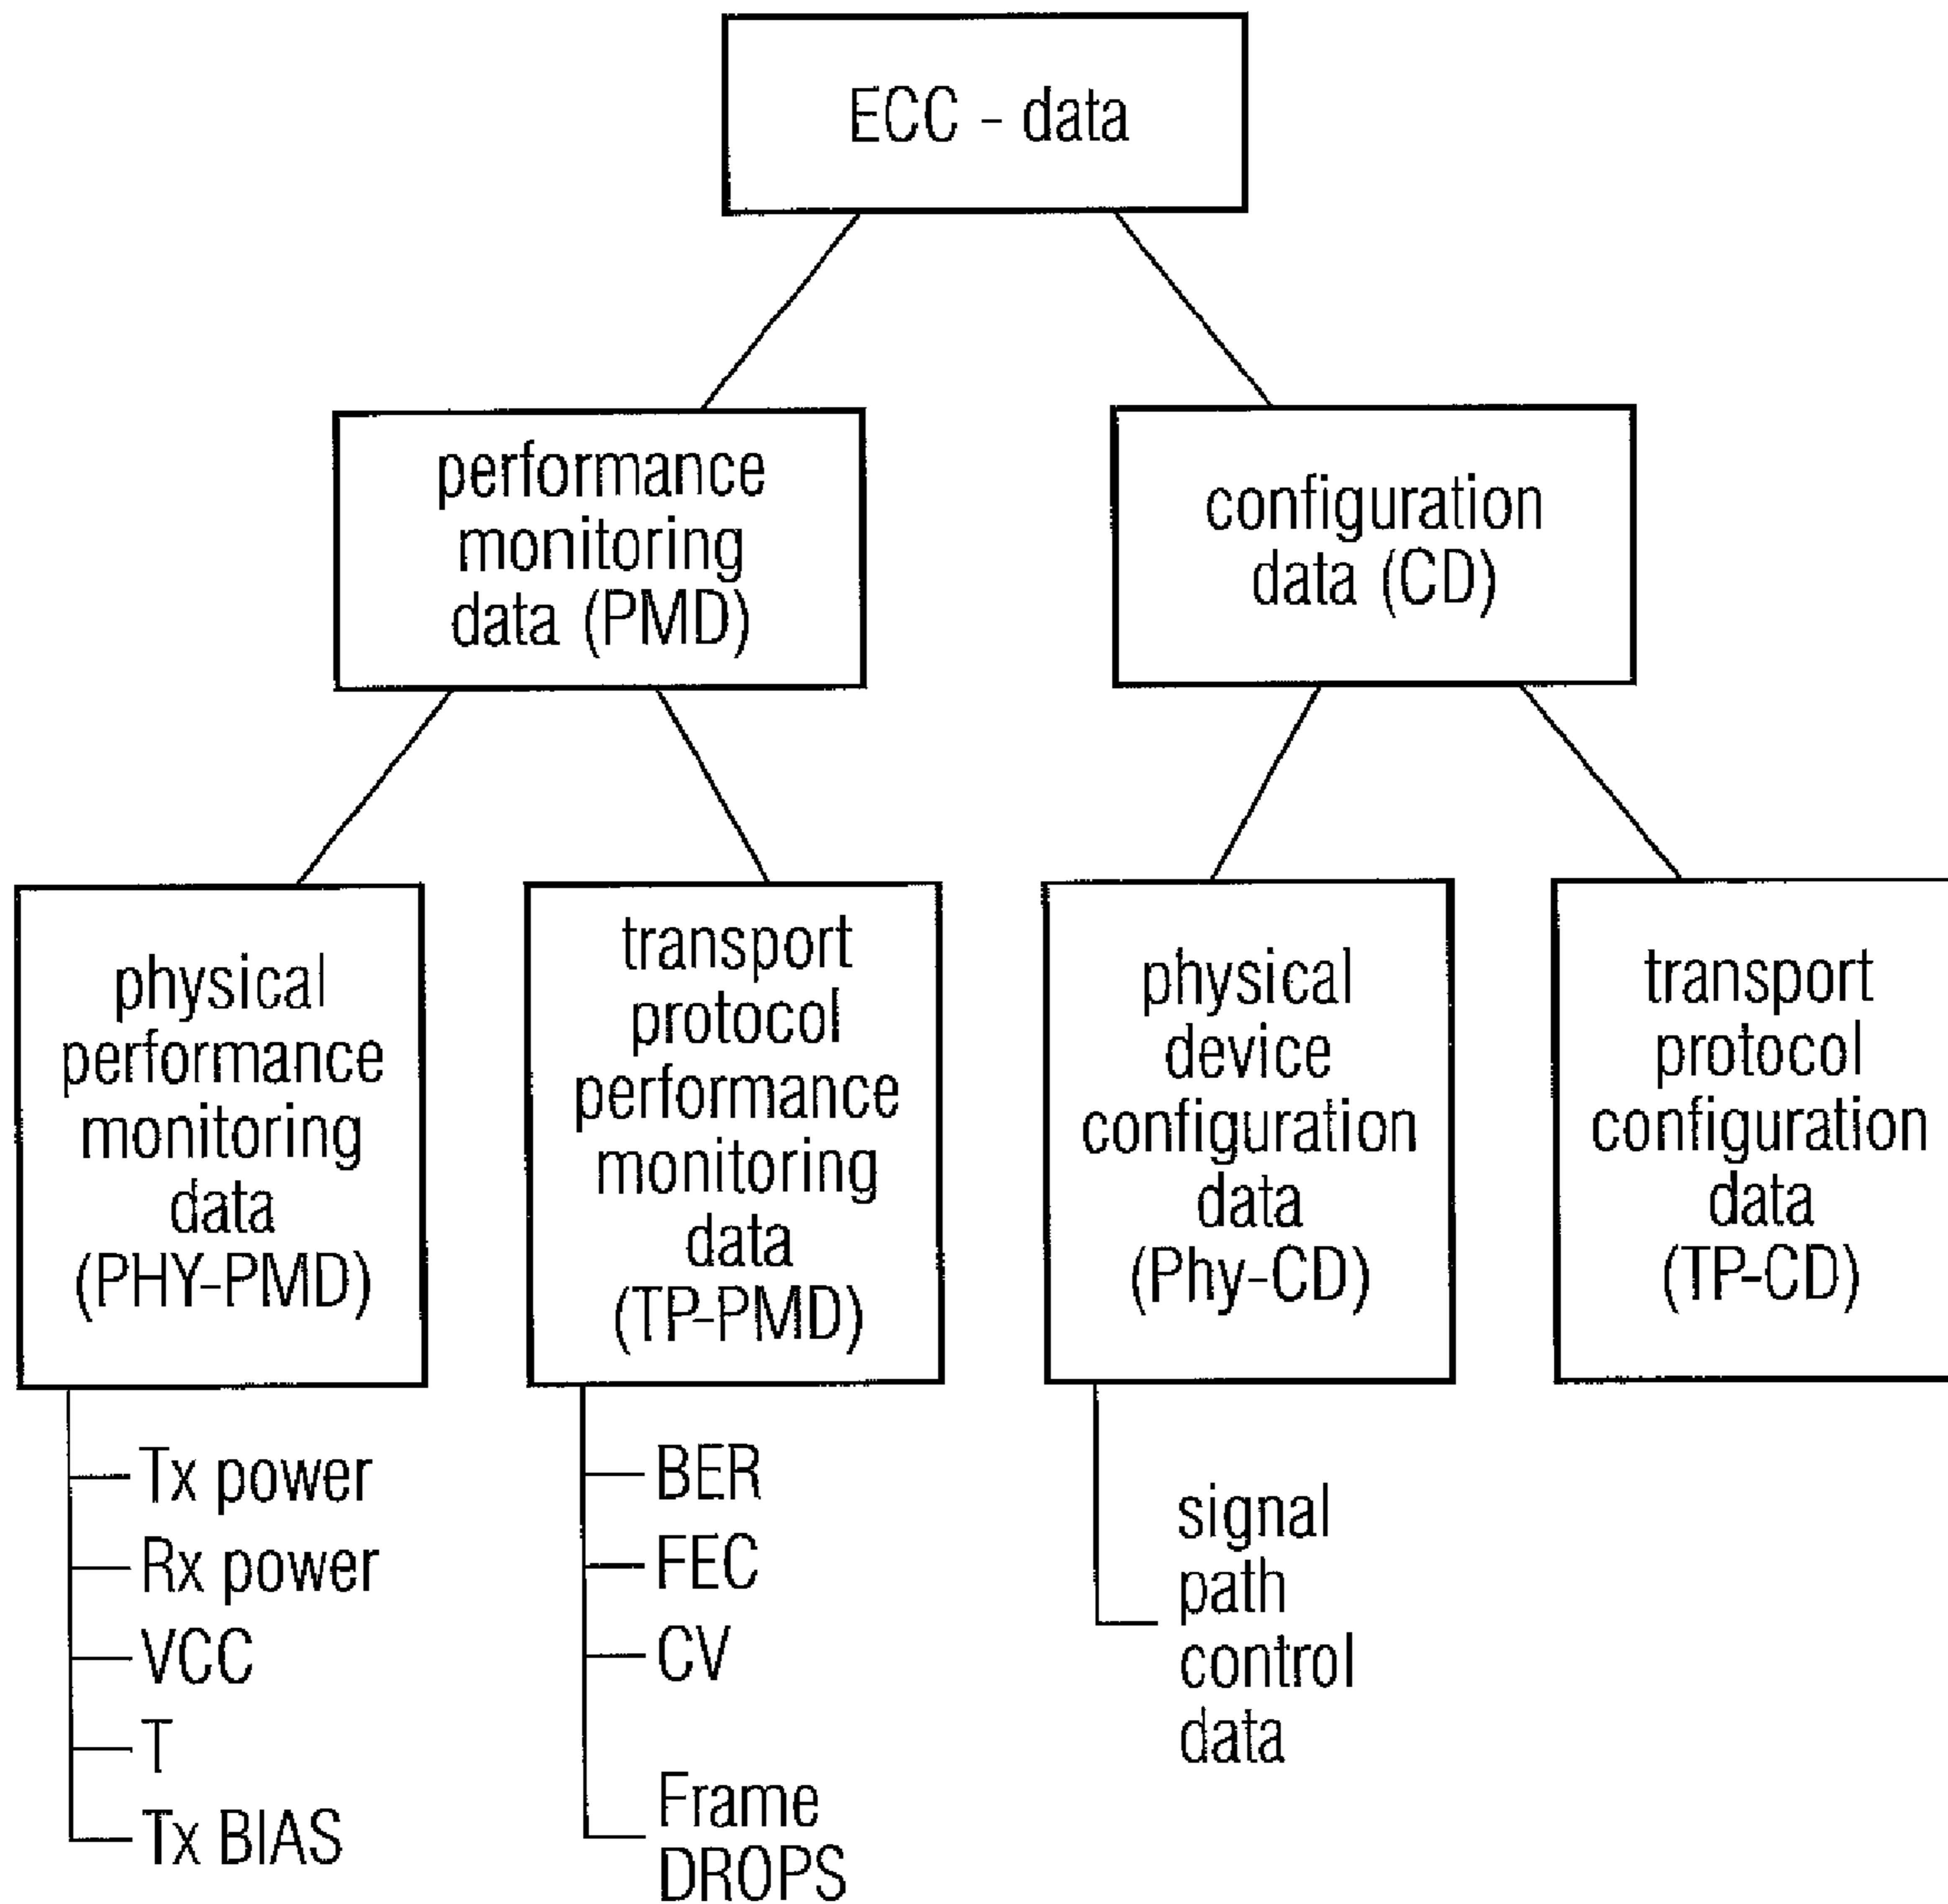 ECC - data
performance
monitoring
data (PMD)
configuration
data (CD)
physical
performance
monitoring
data
(PHY-PMD)
transport
protocol
performance
monitoring
data
(TP-PMD)
physical
device
configuration
data
(Phy-CD)
transport
protocol
configuration
data
(TP-CD)
Tx power
Rx power
VCC
T
Tx BIAS
BER
FEC
CV
Frame
DROPS
signal
path
control
data